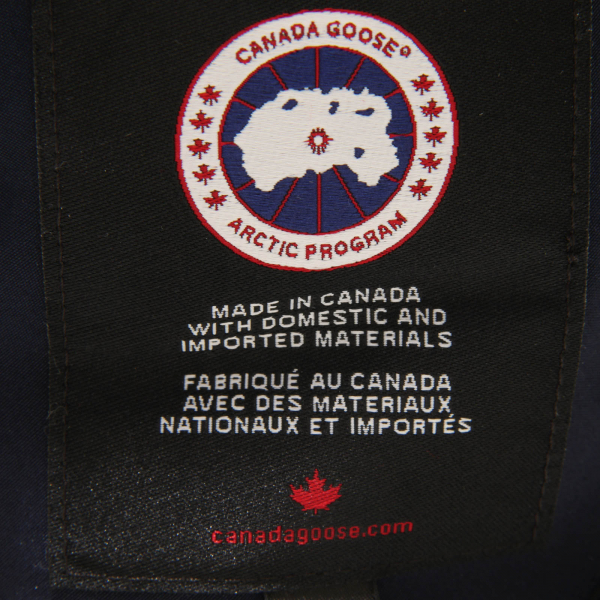 CANADA GOOSE®
ARCTIC PROGRAM
MADE IN CANADA
WITH DOMESTIC AND
IMPORTED MATERIALS
FABRIQUÉ AU CANADA
AVEC DES MATERIAUX
NATIONAUX ET IMPORTÉS
canadagoose.com